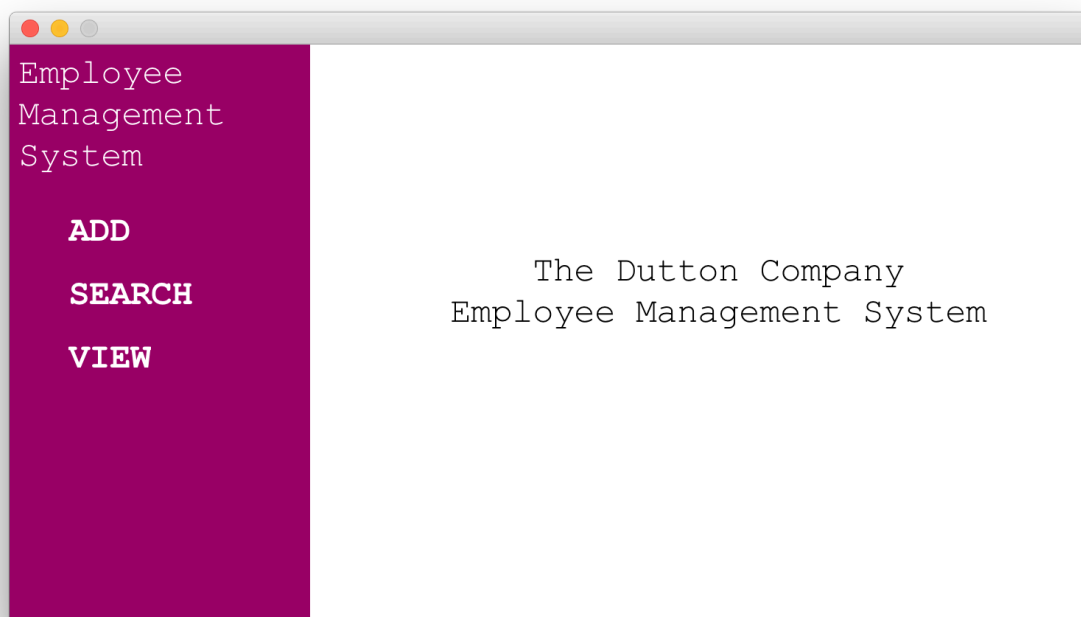 Employee
Management
System
ADD
SEARCH
VIEW
The Dutton Company
Employee Management System